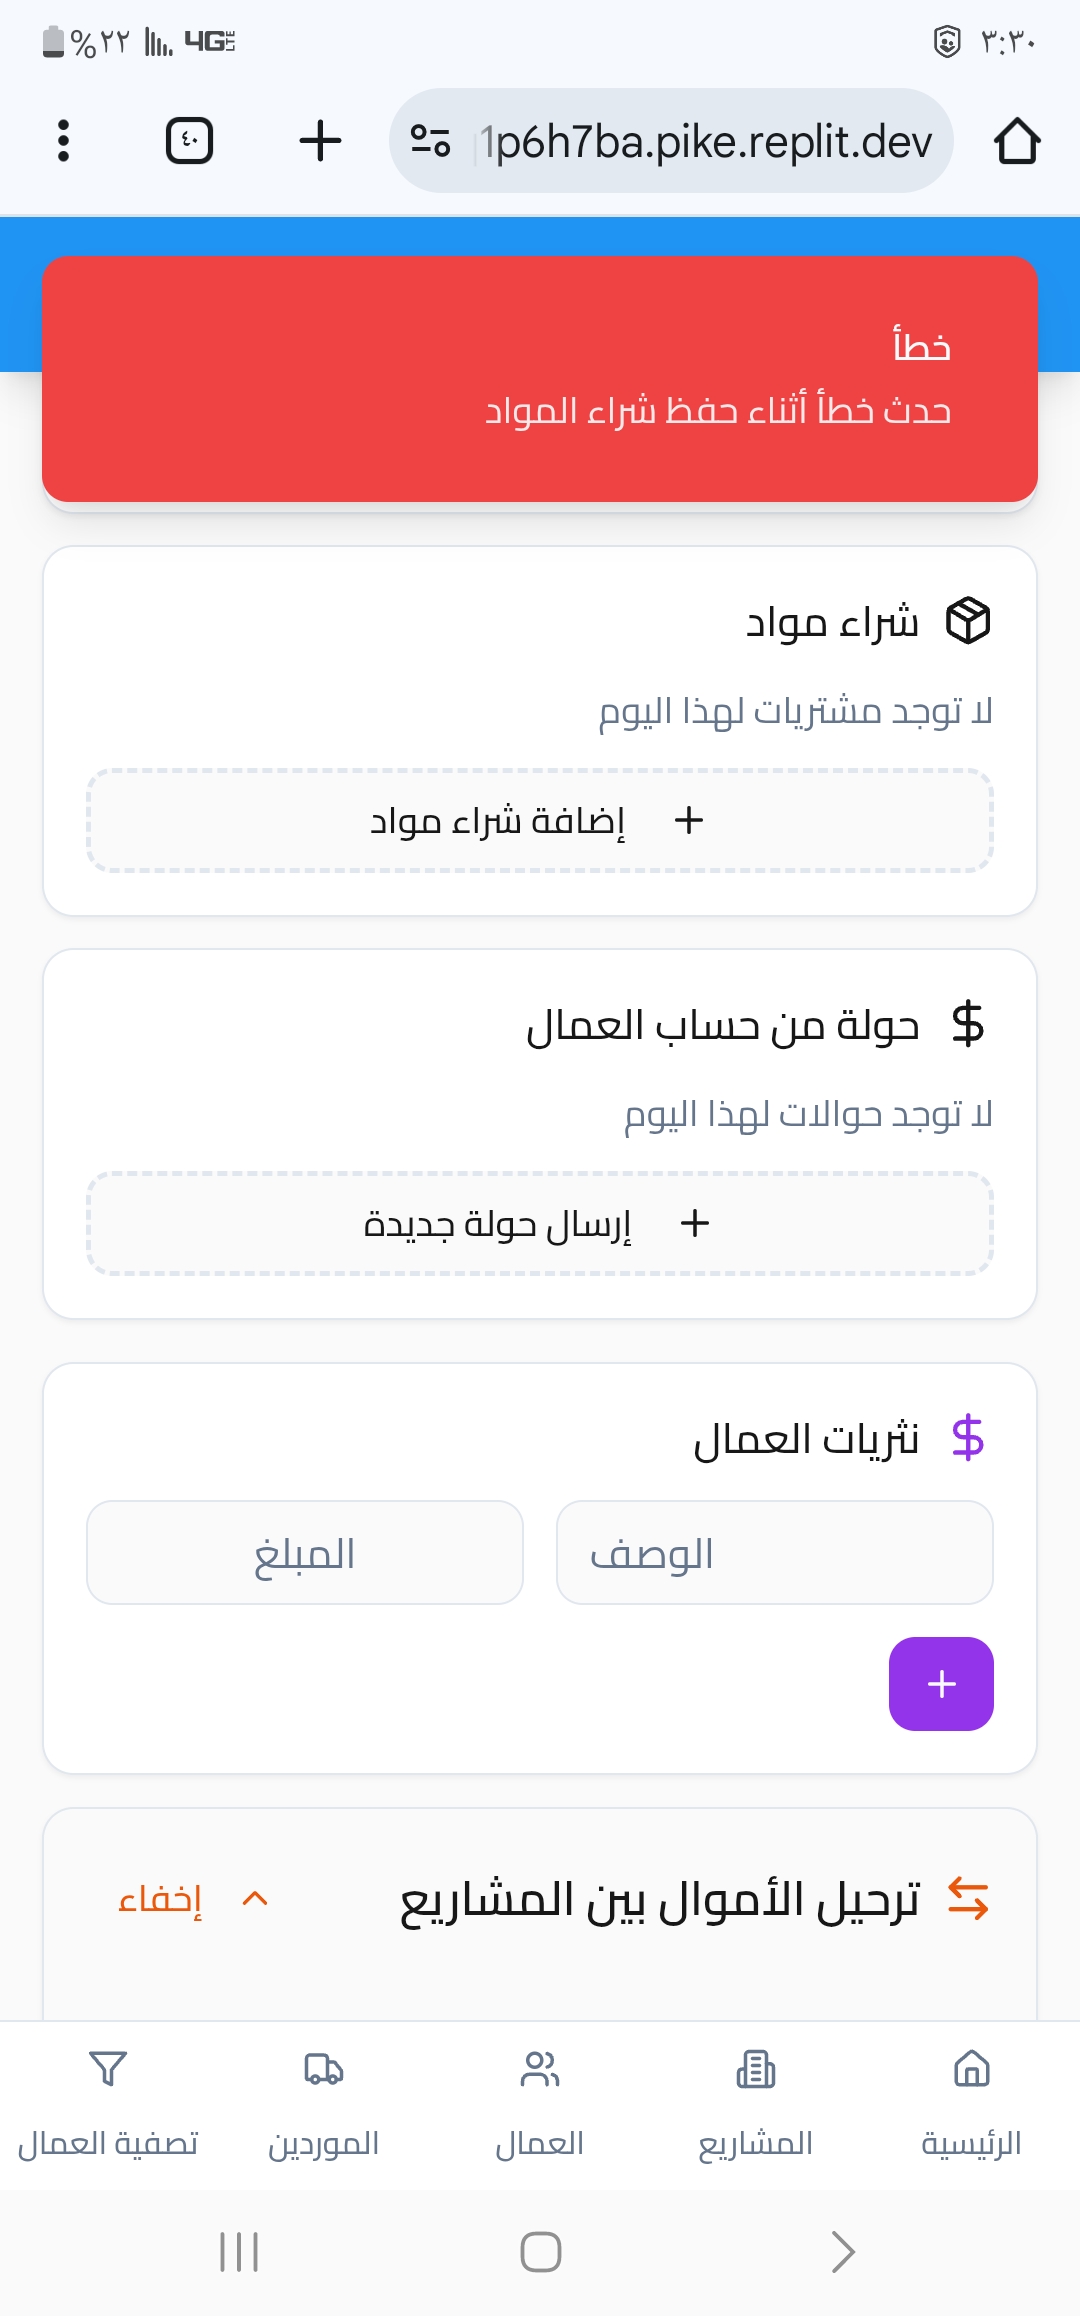 ٣:٣٠
4G LTE
%٢٢
1p6h7ba.pike.replit.dev
٤٠
خطأ
حدث خطأ أثناء حفظ شراء المواد
شراء مواد
لا توجد مشتريات لهذا اليوم
إضافة شراء مواد
حولة من حساب العمال
لا توجد حوالات لهذا اليوم
إرسال حولة جديدة
نثريات العمال
الوصف
المبلغ
ترحيل الأموال بين المشاريع
إخفاء
الرئيسية
المشاريع
العمال
الموردين
تصفية العمال